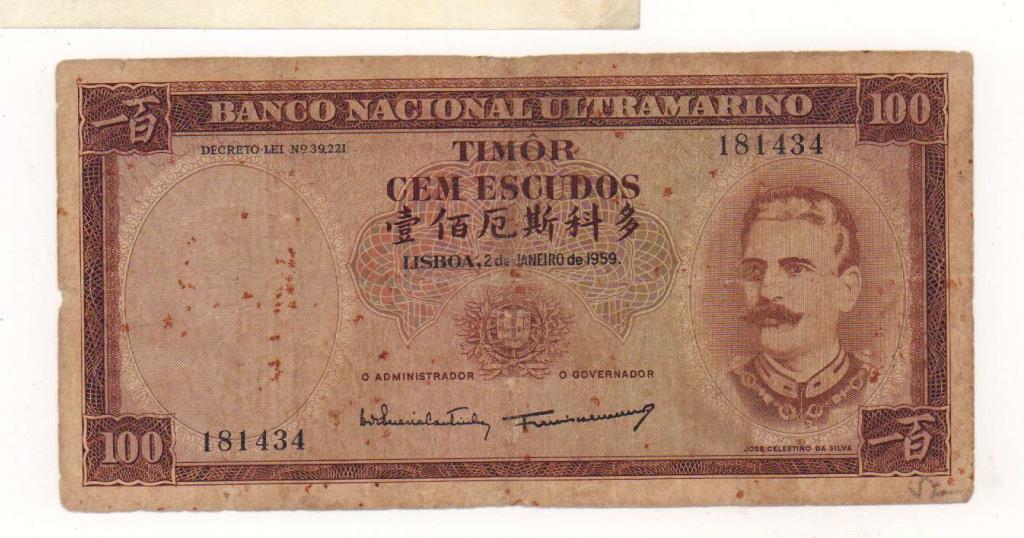 一百 BANCO NACIONAL ULTRAMARINO 100
DECRETO-LEI Nº 39,221 TIMÔR 181434
CEM ESCUDOS
壹佰厄斯科多
LISBOA, 2 de JANEIRO de 1959.
O ADMINISTRADOR O GOVERNADOR
100 181434 JOSÉ CELESTINO DA SILVA 一百